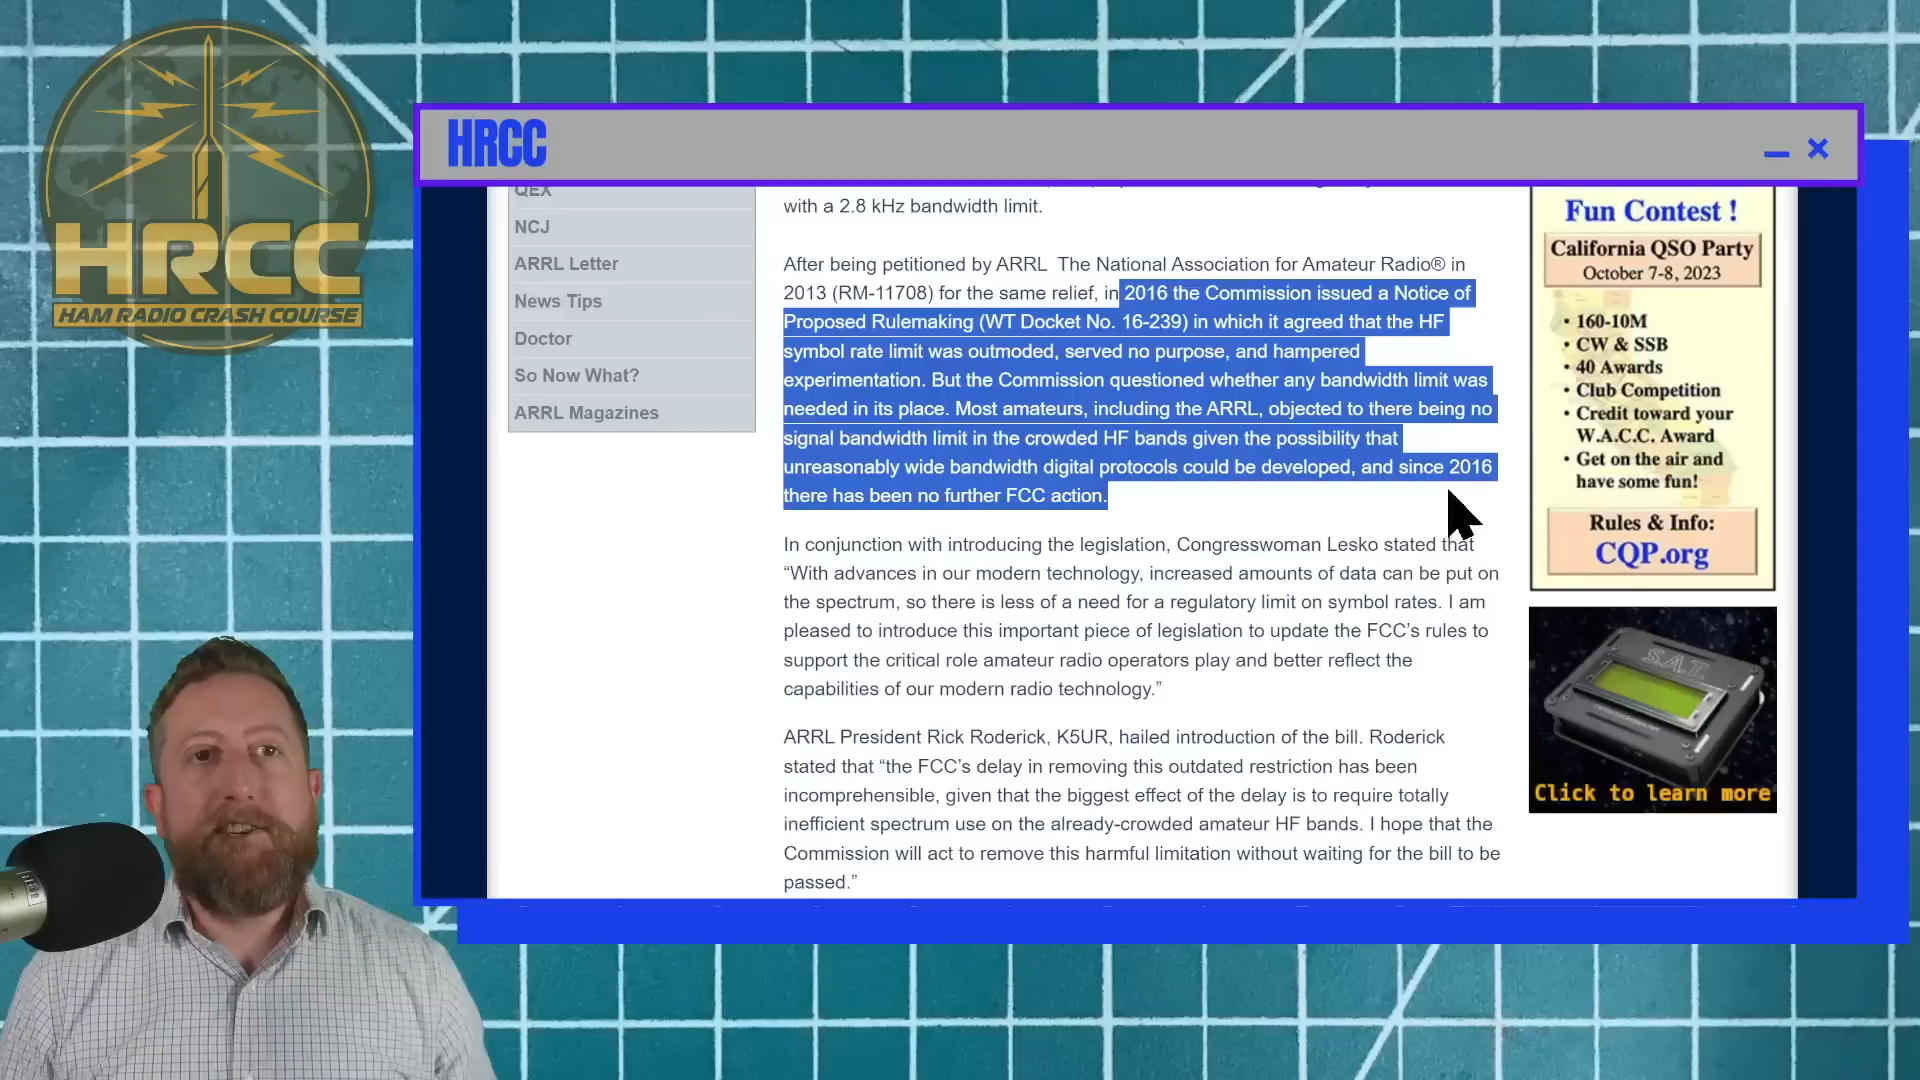 HRCC
HAM RADIO CRASH COURSE
HRCC
QEX
NCJ
ARRL Letter
News Tips
Doctor
So Now What?
ARRL Magazines
with a 2.8 kHz bandwidth limit.
After being petitioned by ARRL The National Association for Amateur Radio® in
2013 (RM-11708) for the same relief, in 2016 the Commission issued a Notice of
Proposed Rulemaking (WT Docket No. 16-239) in which it agreed that the HF
symbol rate limit was outmoded, served no purpose, and hampered
experimentation. But the Commission questioned whether any bandwidth limit was
needed in its place. Most amateurs, including the ARRL, objected to there being no
signal bandwidth limit in the crowded HF bands given the possibility that
unreasonably wide bandwidth digital protocols could be developed, and since 2016
there has been no further FCC action.
In conjunction with introducing the legislation, Congresswoman Lesko stated that
“With advances in our modern technology, increased amounts of data can be put on
the spectrum, so there is less of a need for a regulatory limit on symbol rates. I am
pleased to introduce this important piece of legislation to update the FCC’s rules to
support the critical role amateur radio operators play and better reflect the
capabilities of our modern radio technology.”
ARRL President Rick Roderick, K5UR, hailed introduction of the bill. Roderick
stated that “the FCC’s delay in removing this outdated restriction has been
incomprehensible, given that the biggest effect of the delay is to require totally
inefficient spectrum use on the already-crowded amateur HF bands. I hope that the
Commission will act to remove this harmful limitation without waiting for the bill to be
passed.”
Fun Contest !
California QSO Party
October 7-8, 2023
• 160-10M
• CW & SSB
• 40 Awards
• Club Competition
• Credit toward your
W.A.C.C. Award
• Get on the air and
have some fun!
Rules & Info:
CQP.org
S.A.T.
Click to learn more